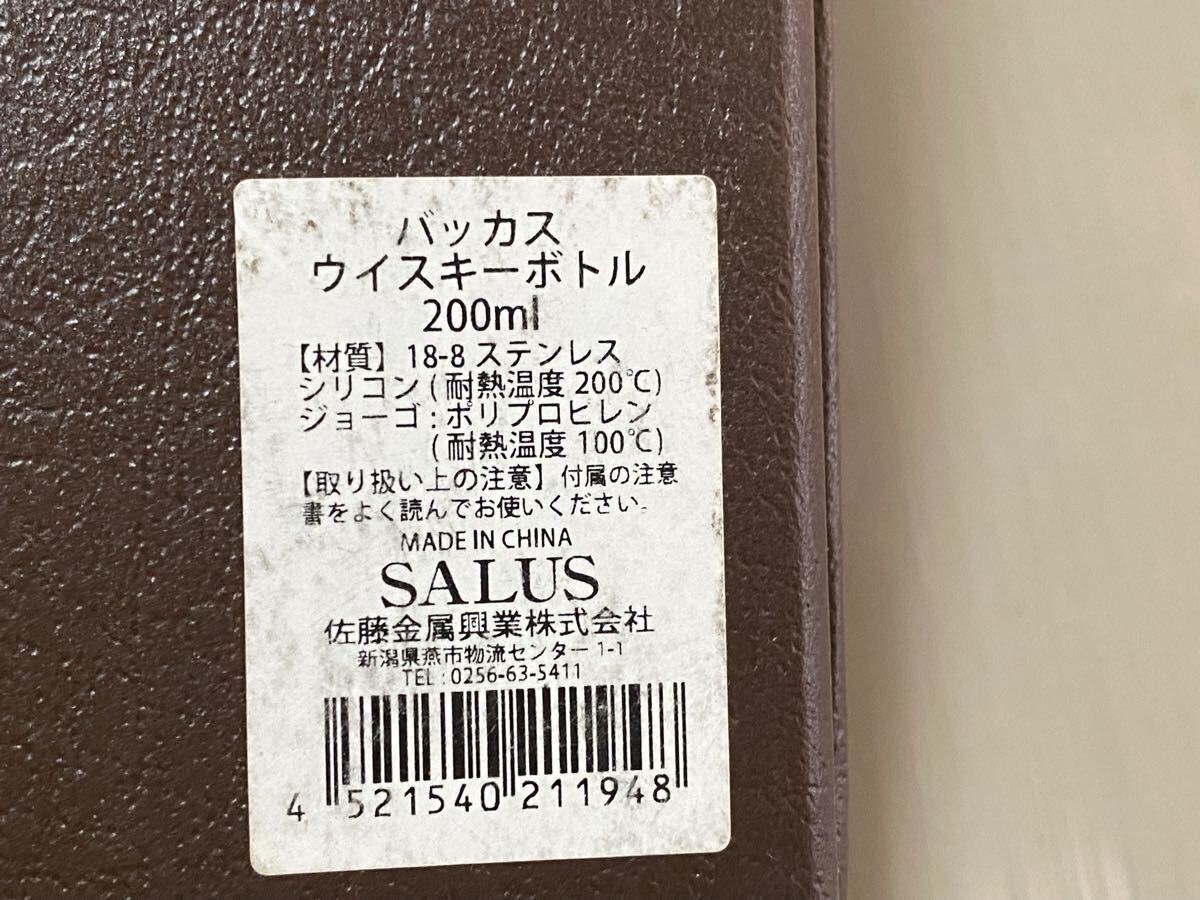 バッカス
ウイスキーボトル
200ml
【材質】18-8 ステンレス
シリコン ( 耐熱温度 200℃)
ジョーゴ : ポリプロピレン
( 耐熱温度 100℃)
【取り扱い上の注意】付属の注意
書をよく読んでお使いください。
MADE IN CHINA
SALUS
佐藤金属興業株式会社
新潟県燕市物流センター 1-1
TEL : 0256-63-5411
4 521540 211948